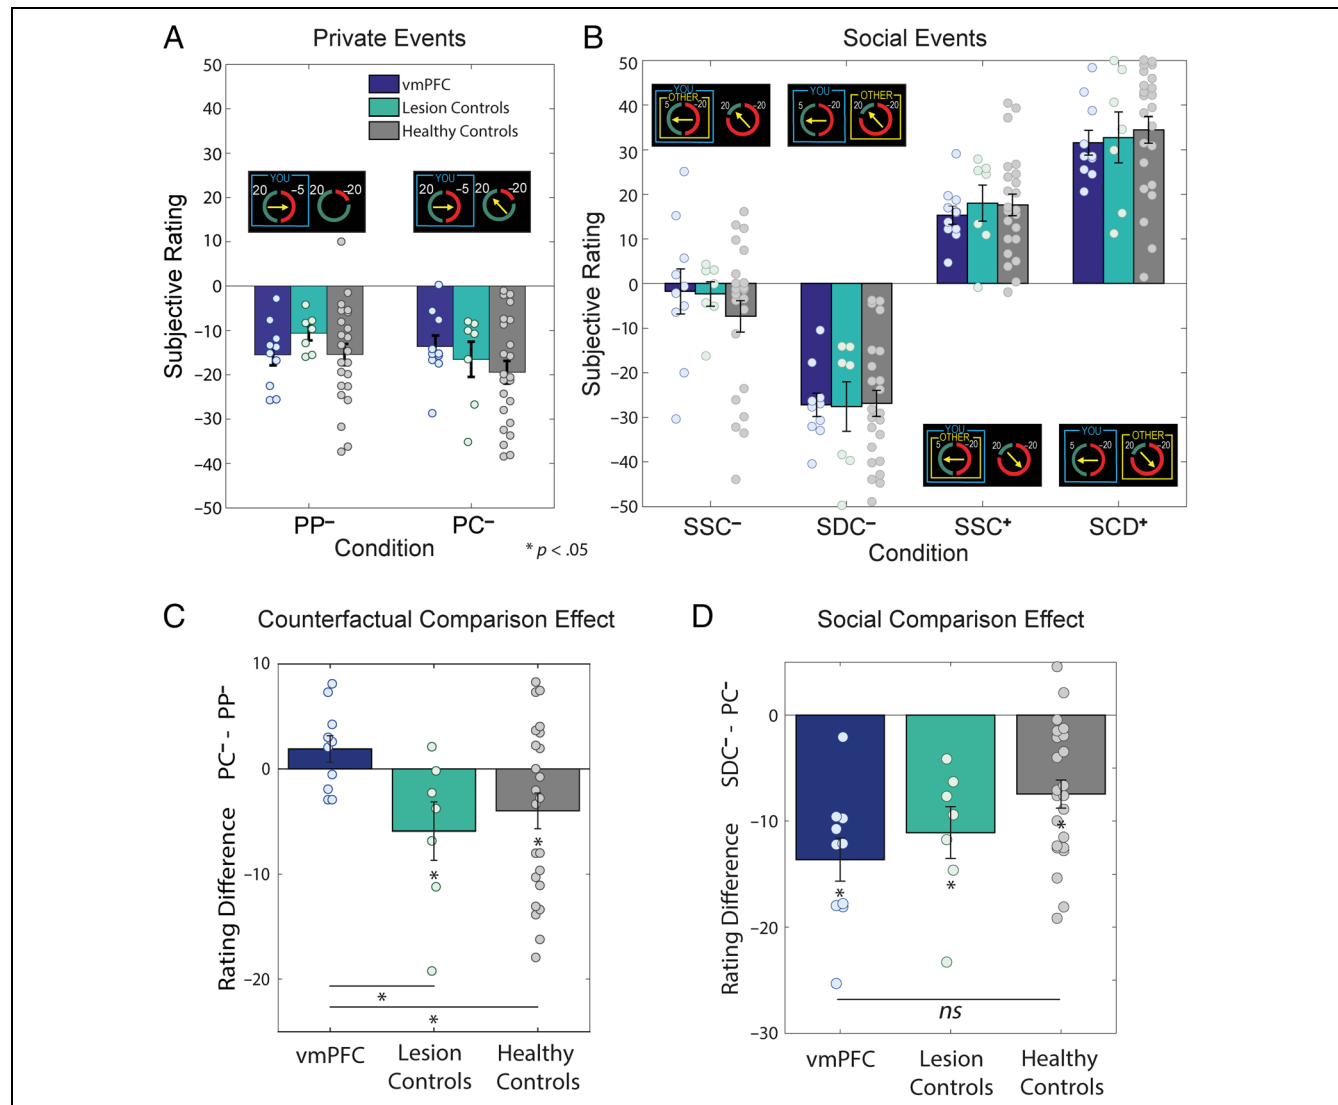 A
Private Events
50
40
30
20
10
0
−10
−20
−30
−40
−50
Subjective Rating
vmPFC
Lesion Controls
Healthy Controls
YOU
20 −5 20 −20
YOU
20 −5 20 −20
PP− PC−
Condition
* p < .05
B
Social Events
50
40
30
20
10
0
−10
−20
−30
−40
−50
Subjective Rating
YOU
OTHER
5 −20 20 −20
YOU OTHER
5 −20 20 −20
YOU
OTHER
5 −20 20 −20
YOU OTHER
5 −20 20 −20
SSC− SDC− SSC+ SCD+
Condition
C
Counterfactual Comparison Effect
10
0
−10
−20
Rating Difference PC− - PP−
*
*
*
*
vmPFC
Lesion Controls
Healthy Controls
D
Social Comparison Effect
0
−10
−20
−30
Rating Difference SDC− - PC−
*
*
*
ns
vmPFC
Lesion Controls
Healthy Controls